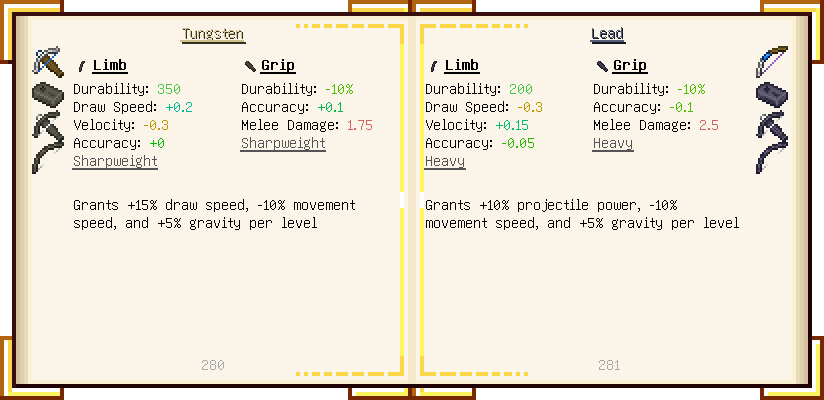 Tungsten
Limb
Durability: 350
Draw Speed: +0.2
Velocity: -0.3
Accuracy: +0
Sharpweight
Grip
Durability: -10%
Accuracy: +0.1
Melee Damage: 1.75
Sharpweight
Grants +15% draw speed, -10% movement
speed, and +5% gravity per level
280
Lead
Limb
Durability: 200
Draw Speed: -0.3
Velocity: +0.15
Accuracy: -0.05
Heavy
Grip
Durability: -10%
Accuracy: -0.1
Melee Damage: 2.5
Heavy
Grants +10% projectile power, -10%
movement speed, and +5% gravity per level
281